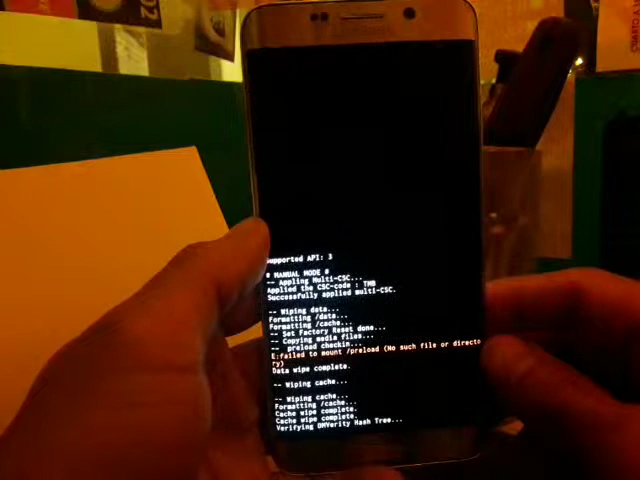 Supported API: 3
# MANUAL MODE #
-- Appling Multi-CSC...
Applied the CSC-code : TMB
Successfully applied multi-CSC.
-- Wiping data...
Formatting /data...
Formatting /cache...
-- Set Factory Reset done...
-- Copying media files...
-- preload checkin...
E:failed to mount /preload (No such file or directo
ry)
Data wipe complete.
-- Wiping cache...
-- Wiping cache...
Formatting /cache...
Cache wipe complete.
Cache wipe complete.
Verifying DMVerity Hash Tree...